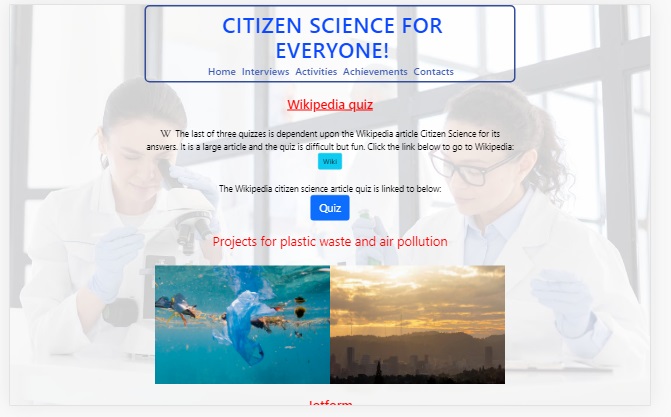 CITIZEN SCIENCE FOR
EVERYONE!
Home Interviews Activities Achievements Contacts
Wikipedia quiz
W The last of three quizzes is dependent upon the Wikipedia article Citizen Science for its
answers. It is a large article and the quiz is difficult but fun. Click the link below to go to Wikipedia:
Wiki
The Wikipedia citizen science article quiz is linked to below:
Quiz
Projects for plastic waste and air pollution
Jotform